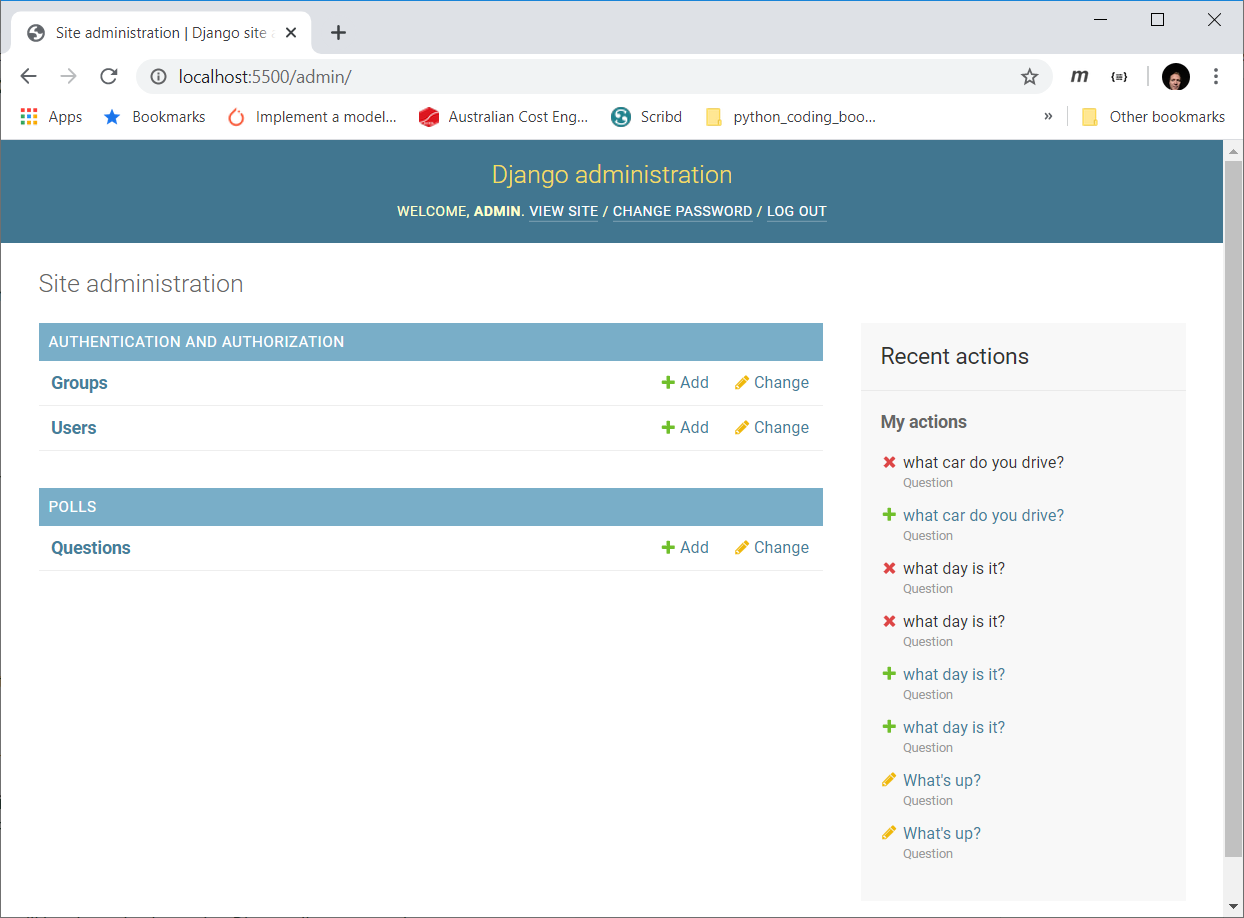 Site administration | Django site
localhost:5500/admin/
m {≡}
Apps Bookmarks Implement a model... Australian Cost Eng... Scribd python_coding_boo... » Other bookmarks
Django administration
WELCOME, ADMIN. VIEW SITE / CHANGE PASSWORD / LOG OUT
Site administration
AUTHENTICATION AND AUTHORIZATION
Groups Add Change
Users Add Change
POLLS
Questions Add Change
Recent actions
My actions
what car do you drive?
Question
what car do you drive?
Question
what day is it?
Question
what day is it?
Question
what day is it?
Question
what day is it?
Question
What's up?
Question
What's up?
Question